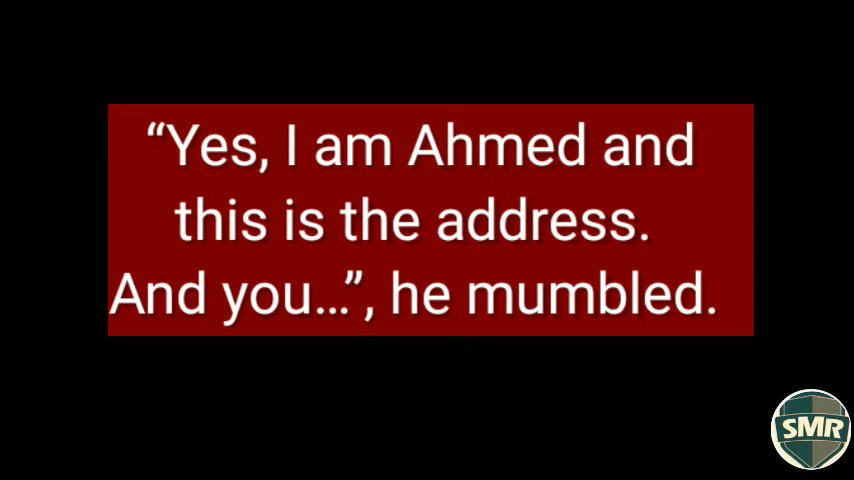 “Yes, I am Ahmed and
this is the address.
And you...”, he mumbled.
SMR